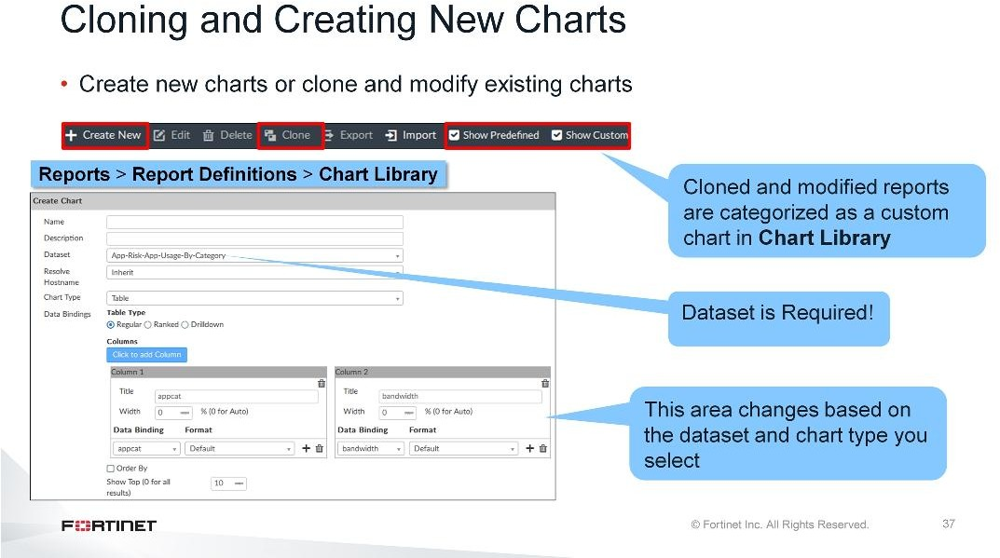 Cloning and Creating New Charts
• Create new charts or clone and modify existing charts
Create New Edit Delete Clone Export Import Show Predefined Show Custom
Reports > Report Definitions > Chart Library
Cloned and modified reports
are categorized as a custom
chart in Chart Library
Create Chart
Name
Description
Dataset App-Risk-App-Usage-By-Category
Resolve
Hostname
Inherit
Chart Type Table
Data Bindings Table Type
Regular Ranked Drilldown
Dataset is Required!
Columns
Click to add Column
Column 1
Title appcat
Width 0 % (0 for Auto)
Data Binding Format
appcat Default
Column 2
Title bandwidth
Width 0 % (0 for Auto)
Data Binding Format
bandwidth Default
This area changes based on
the dataset and chart type you
select
Order By
Show Top (0 for all
results)
10
FORTINET
© Fortinet Inc. All Rights Reserved.
37